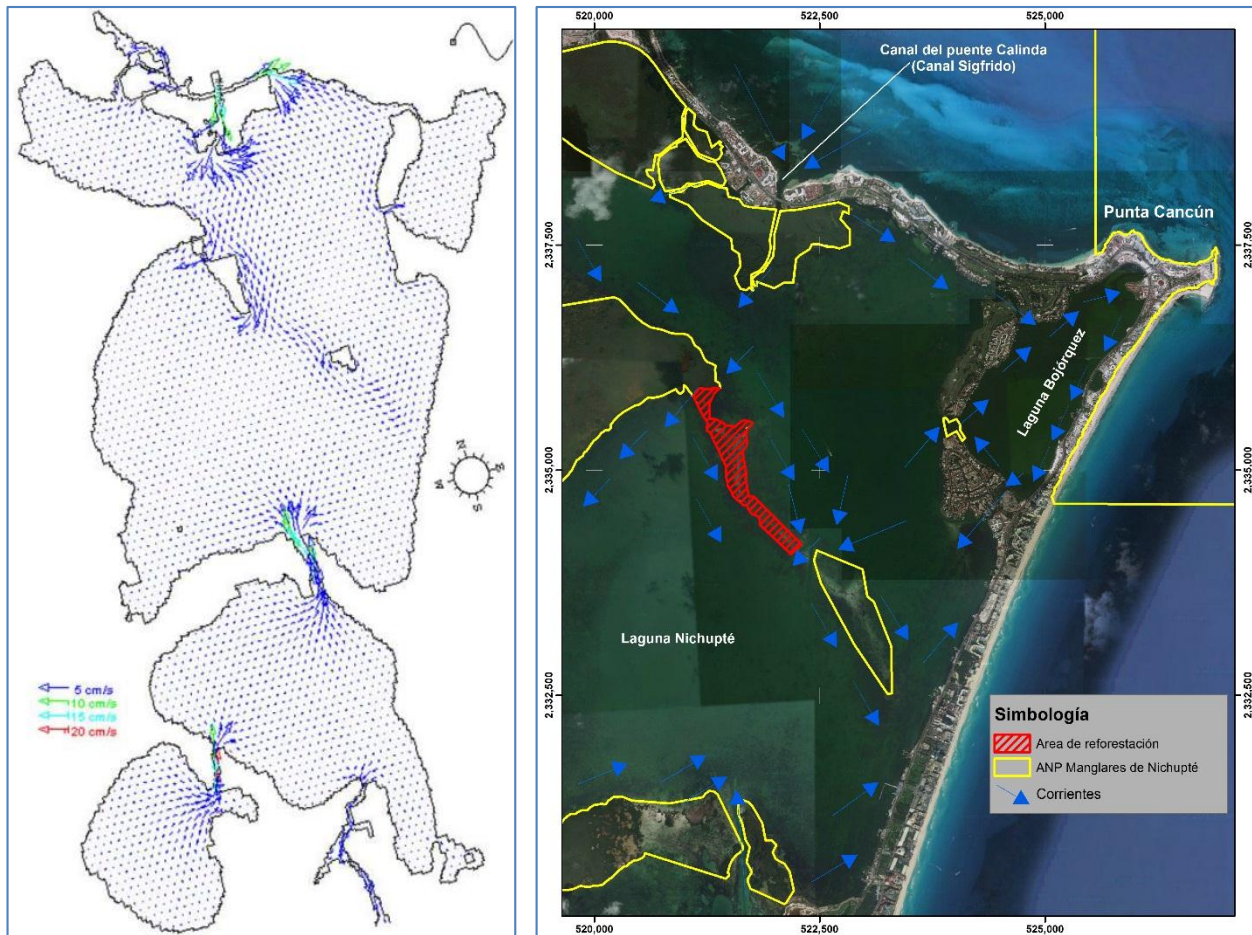 N
E
S
W
5 cm/s
10 cm/s
15 cm/s
20 cm/s
520,000
522,500
525,000
Canal del puente Calinda
(Canal Sigfrido)
Punta Cancún
2,337,500
2,337,500
Laguna Bojórquez
2,335,000
2,335,000
Laguna Nichupté
2,332,500
2,332,500
Simbología
Area de reforestación
ANP Manglares de Nichupté
Corrientes
520,000
522,500
525,000